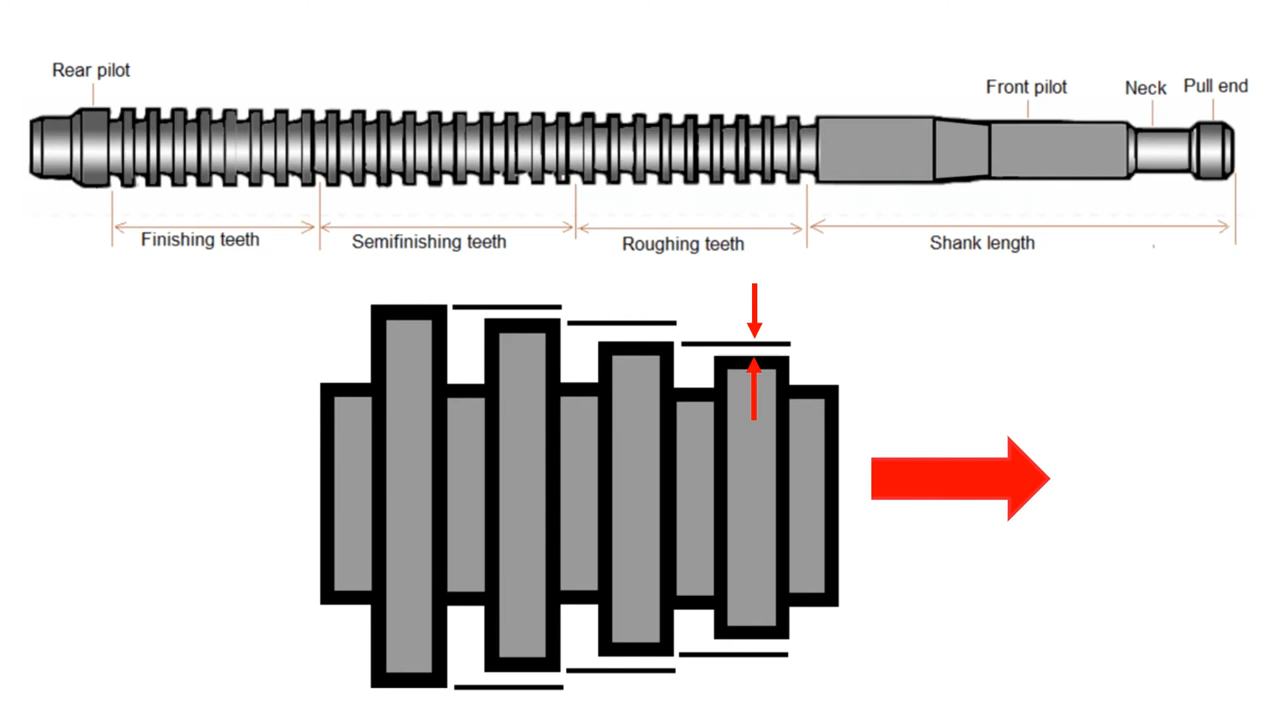 Rear pilot
Front pilot
Neck
Pull end
Finishing teeth
Semifinishing teeth
Roughing teeth
Shank length